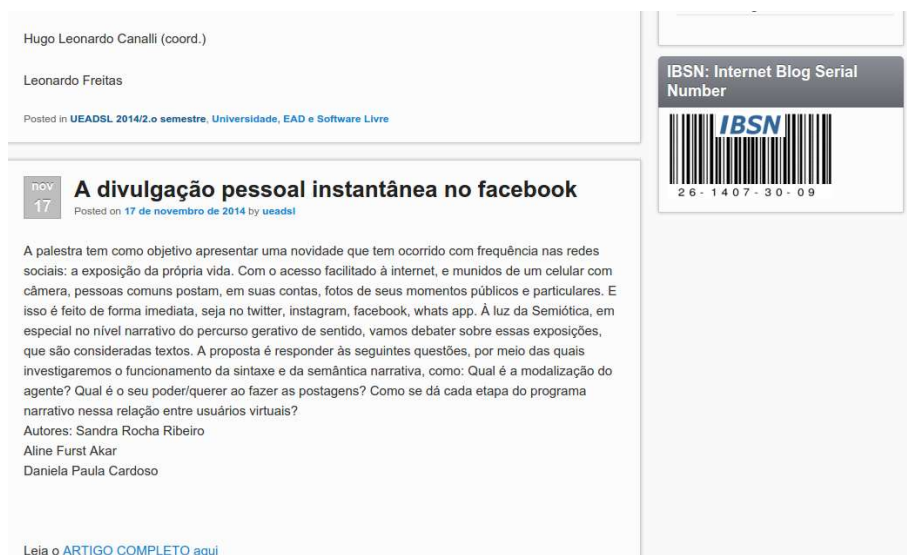 Hugo Leonardo Canalli (coord.)
Leonardo Freitas
Posted in UEADSL 2014/2.o semestre, Universidade, EAD e Software Livre
nov
17
A divulgação pessoal instantânea no facebook
Posted on 17 de novembro de 2014 by ueadsl
A palestra tem como objetivo apresentar uma novidade que tem ocorrido com frequência nas redes
sociais: a exposição da própria vida. Com o acesso facilitado à internet, e munidos de um celular com
câmera, pessoas comuns postam, em suas contas, fotos de seus momentos públicos e particulares. E
isso é feito de forma imediata, seja no twitter, instagram, facebook, whats app. À luz da Semiótica, em
especial no nível narrativo do percurso gerativo de sentido, vamos debater sobre essas exposições,
que são consideradas textos. A proposta é responder às seguintes questões, por meio das quais
investigaremos o funcionamento da sintaxe e da semântica narrativa, como: Qual é a modalização do
agente? Qual é o seu poder/querer ao fazer as postagens? Como se dá cada etapa do programa
narrativo nessa relação entre usuários virtuais?
Autores: Sandra Rocha Ribeiro
Aline Furst Akar
Daniela Paula Cardoso
Leia o ARTIGO COMPLETO aqui
IBSN: Internet Blog Serial
Number
IBSN
26-1407-30-09